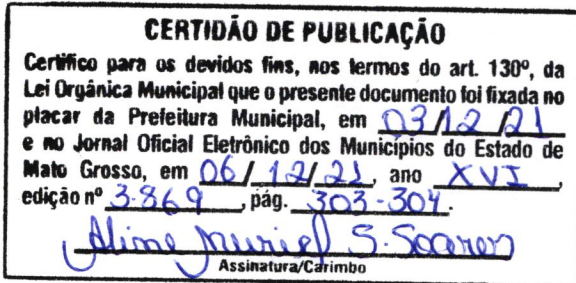 CERTIDÃO DE PUBLICAÇÃO
Certifico para os devidos fins, nos termos do art. 130º, da
Lei Orgânica Municipal que o presente documento foi fixada no
placar da Prefeitura Municipal, em 03/12/21
e no Jornal Oficial Eletrônico dos Municípios do Estado de
Mato Grosso, em 06/12/21, ano XVI,
edição nº 3.869, pág. 303-304.
Aline Muriel S. Soares
Assinatura/Carimbo